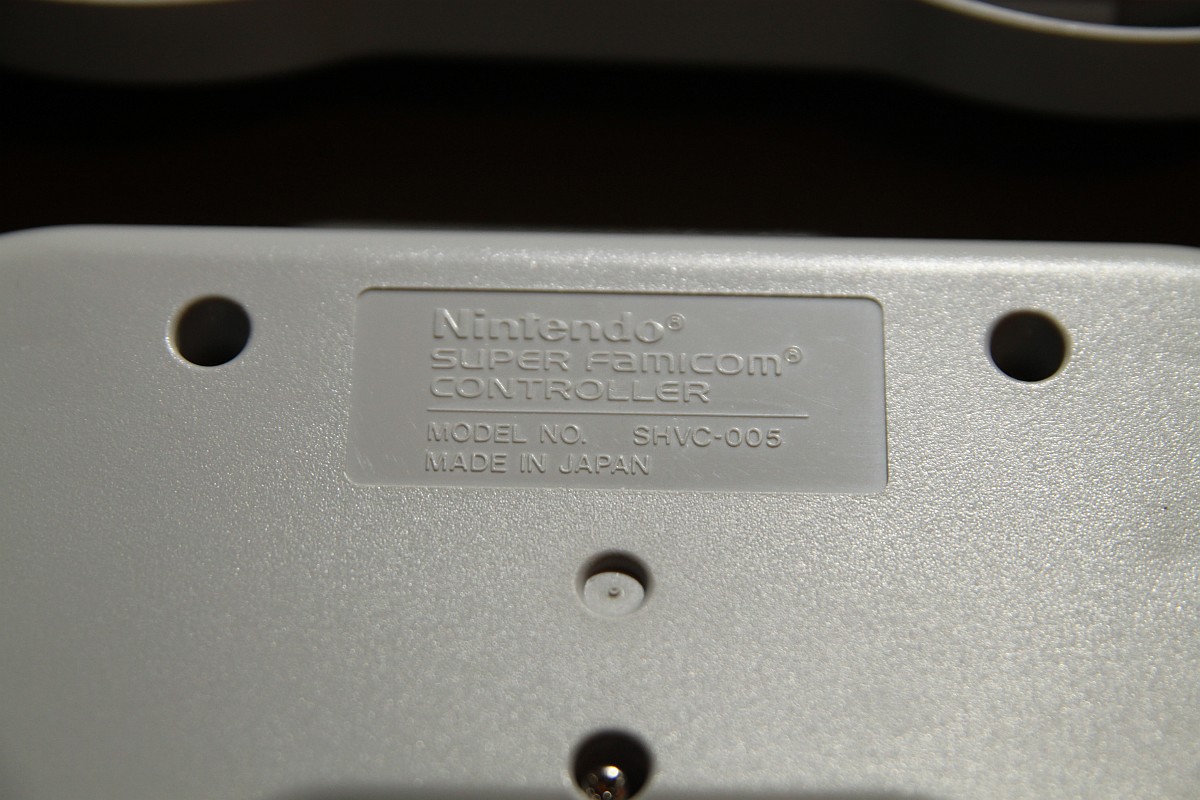 Nintendo®
SUPER FAMICOM®
CONTROLLER
MODEL NO. SHVC-005
MADE IN JAPAN